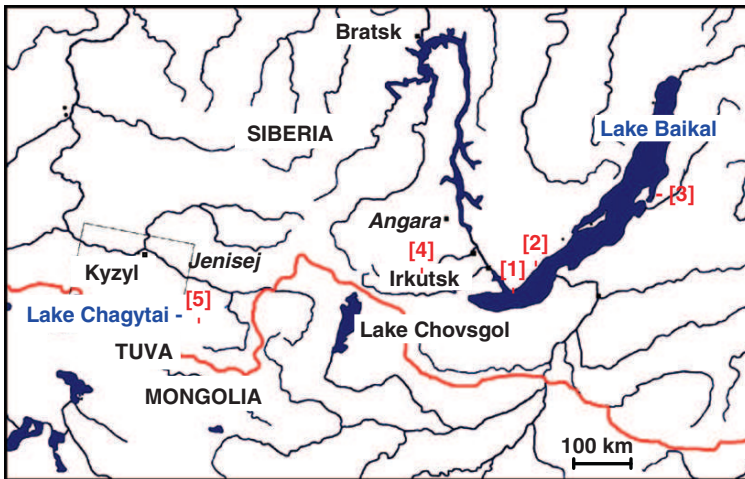 Bratsk
SIBERIA
Lake Baikal
[3]
Angara
[4]
[2]
[1]
Kyzyl
Jenisej
Irkutsk
[5]
Lake Chagytai -
Lake Chovsgol
TUVA
MONGOLIA
100 km